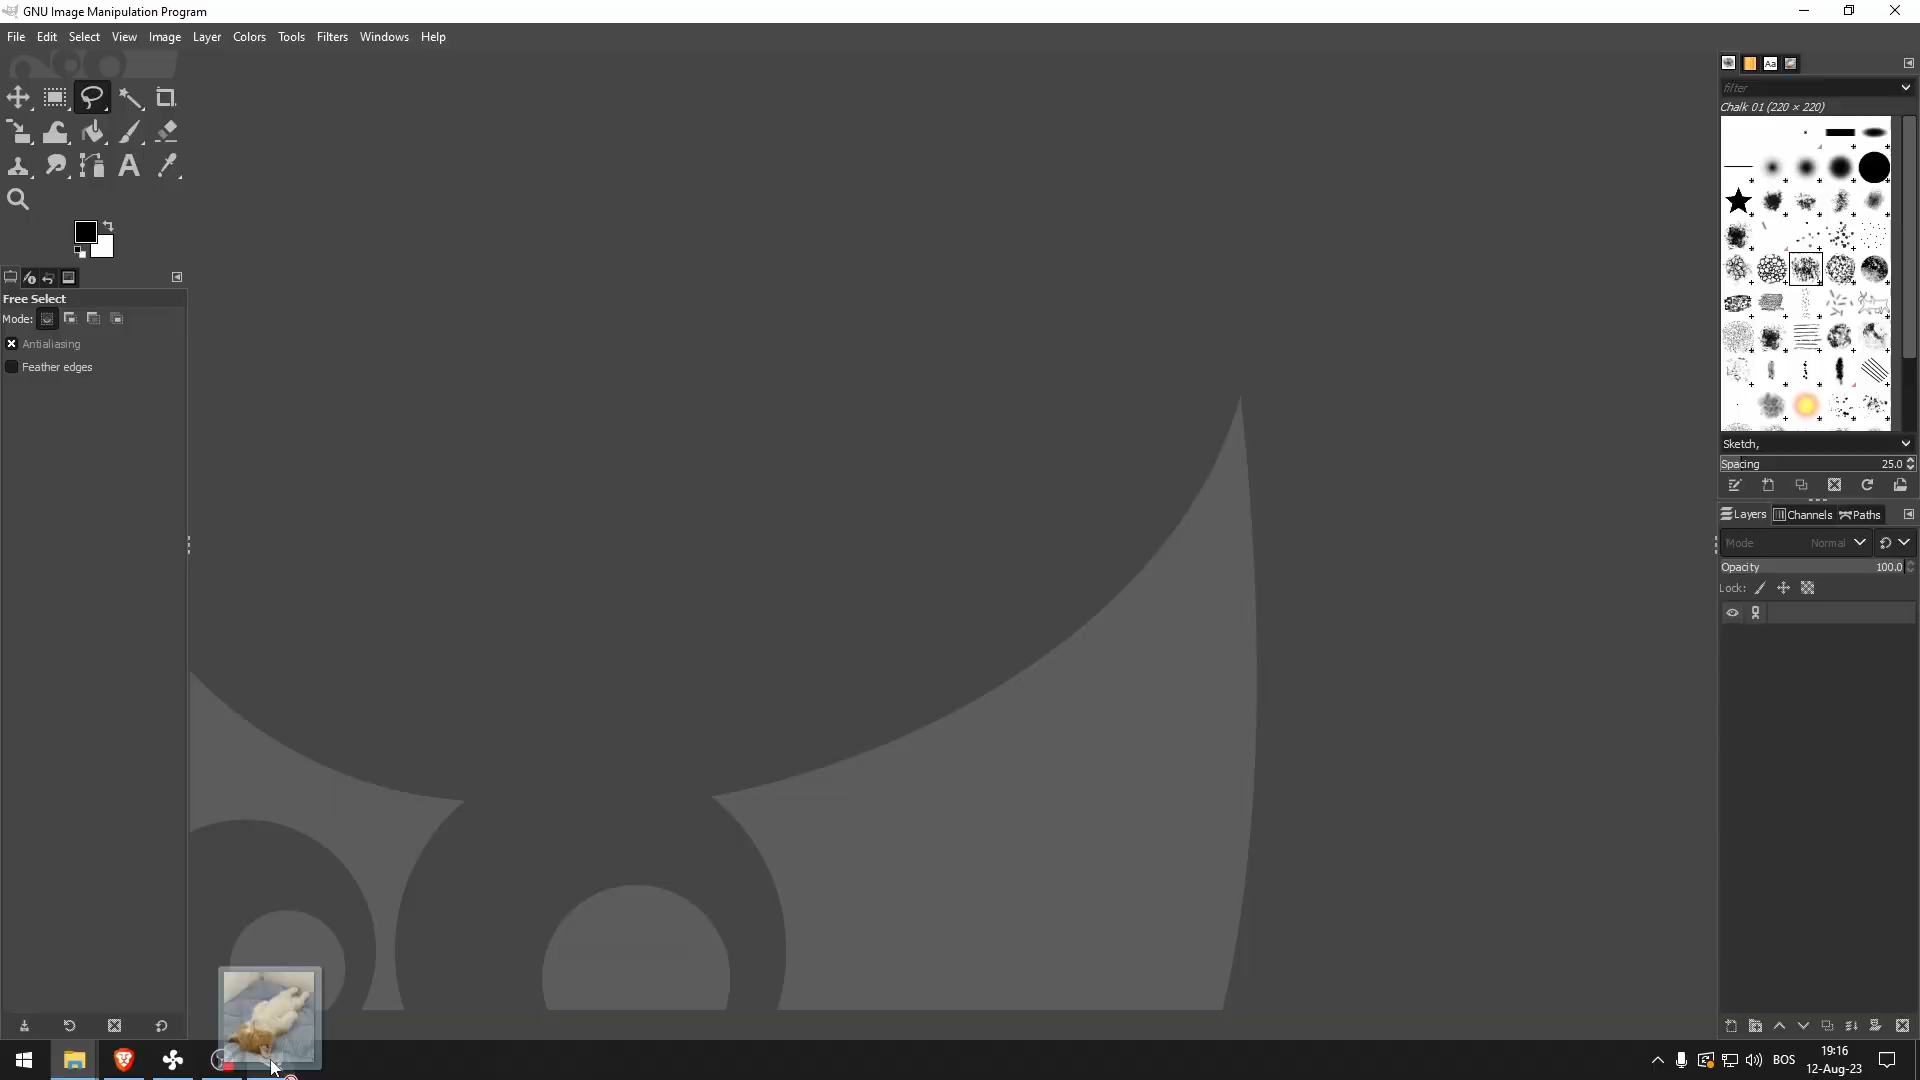 GNU Image Manipulation Program
File Edit Select View Image Layer Colors Tools Filters Windows Help
filter
Chalk 01 (220 × 220)
Free Select
Mode:
Antialiasing
Feather edges
Sketch,
Spacing 25.0
Layers Channels Paths
Mode Normal
Opacity 100.0
Lock:
BOS
19:16
12-Aug-23